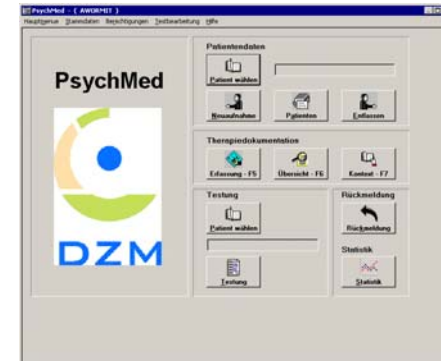 PsychMed - ( AWORMIT )
Hauptmenue Stammdaten Berechtigungen Testbearbeitung Hilfe
PsychMed
DZM
Patientendaten
Patient wählen
Neuaufnahme
Patienten
Entlassen
Therapiedokumentation
Erfassung - F5
Übersicht - F6
Kontext - F7
Testung
Patient wählen
Testung
Rückmeldung
Rückmeldung
Statistik
Statistik